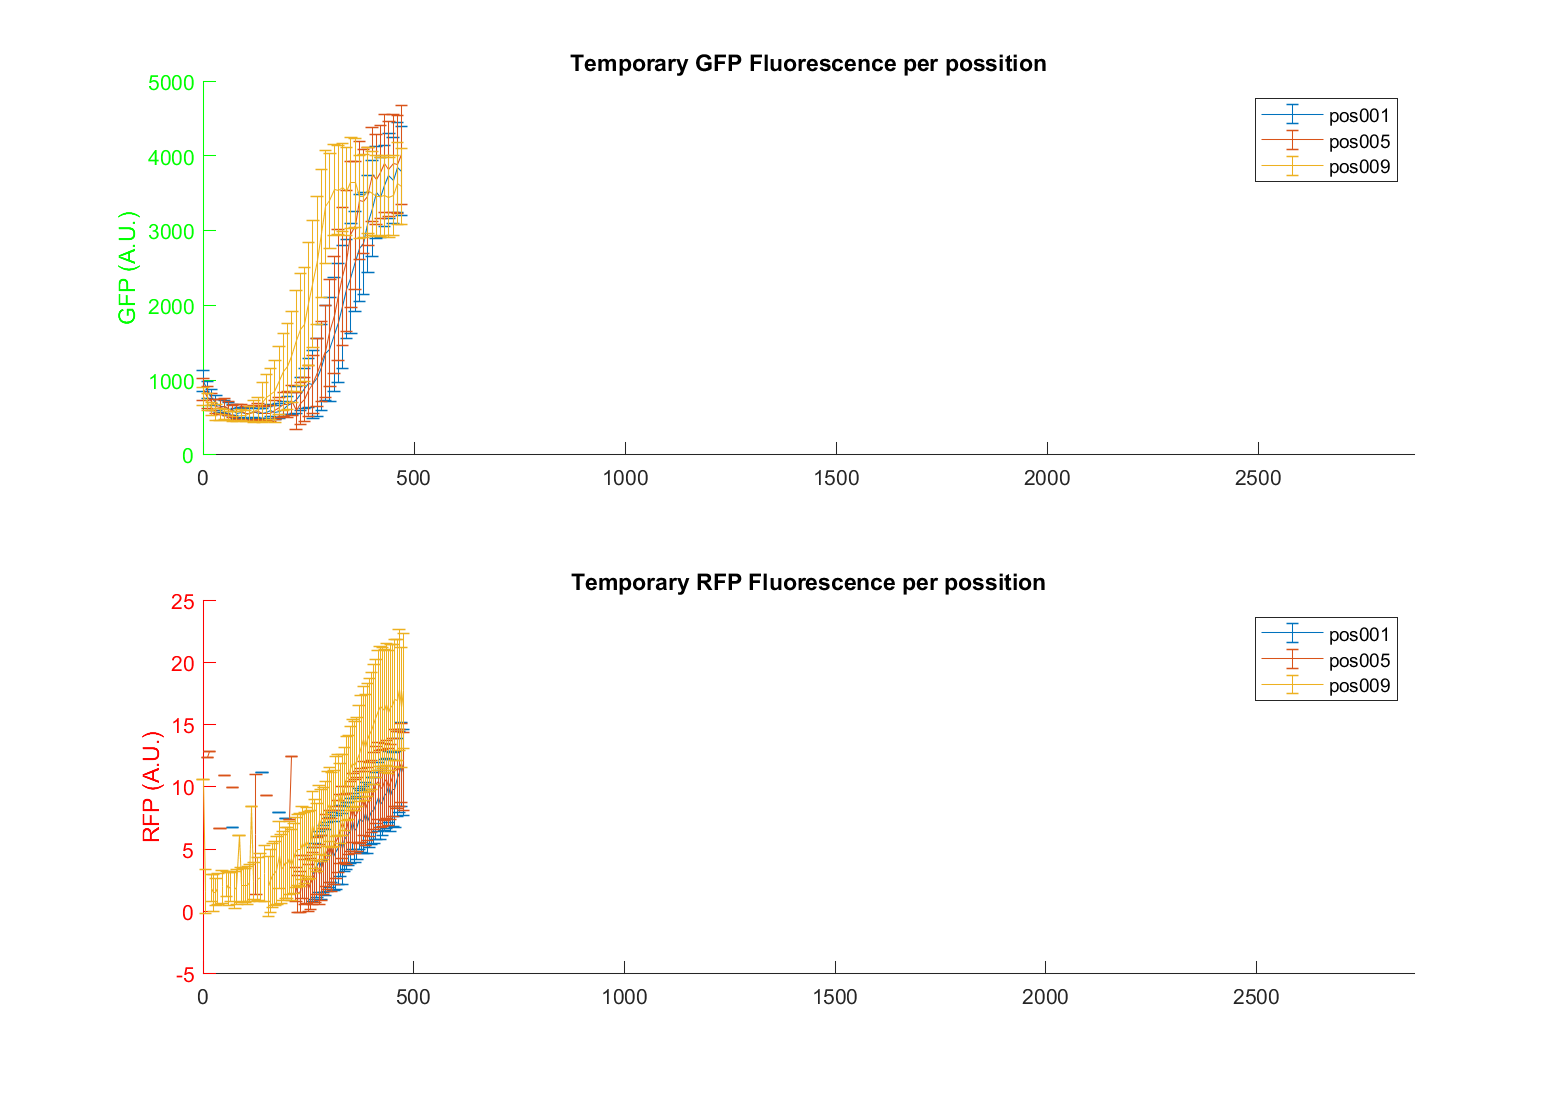 Temporary GFP Fluorescence per possition
5000
4000
3000
2000
1000
0
GFP (A.U.)
0 500 1000 1500 2000 2500
pos001
pos005
pos009
Temporary RFP Fluorescence per possition
25
20
15
10
5
0
-5
RFP (A.U.)
0 500 1000 1500 2000 2500
pos001
pos005
pos009